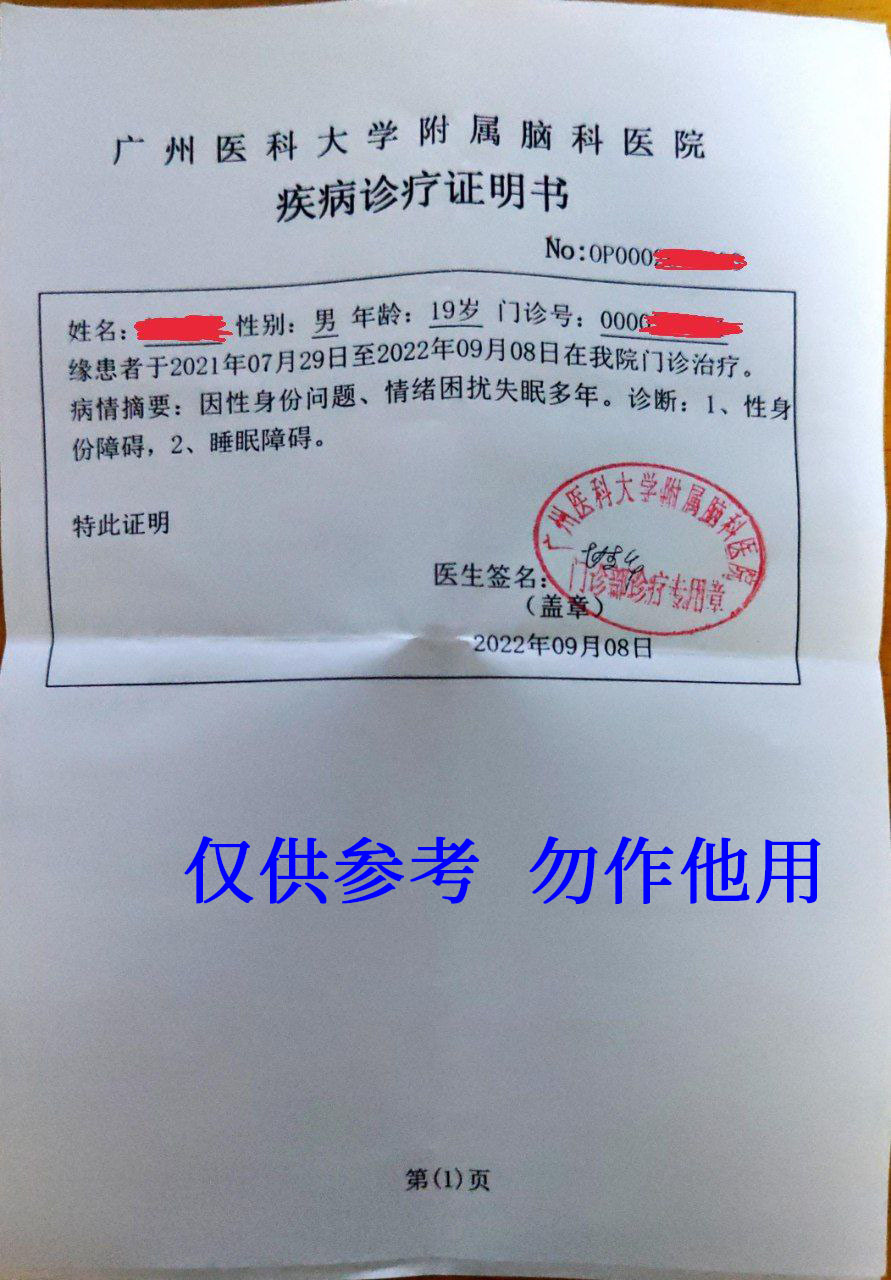 广州医科大学附属脑科医院
疾病诊疗证明书
No:OP000
姓名: 性别: 男 年龄: 19岁 门诊号: 0000
缘患者于2021年07月29日至2022年09月08日在我院门诊治疗。
病情摘要: 因性身份问题、情绪困扰失眠多年。诊断: 1、性身
份障碍, 2、睡眠障碍。
特此证明
广州医科大学附属脑科医院
门诊部诊疗专用章
医生签名:
(盖章)
2022年09月08日
仅供参考 勿作他用
第(1)页